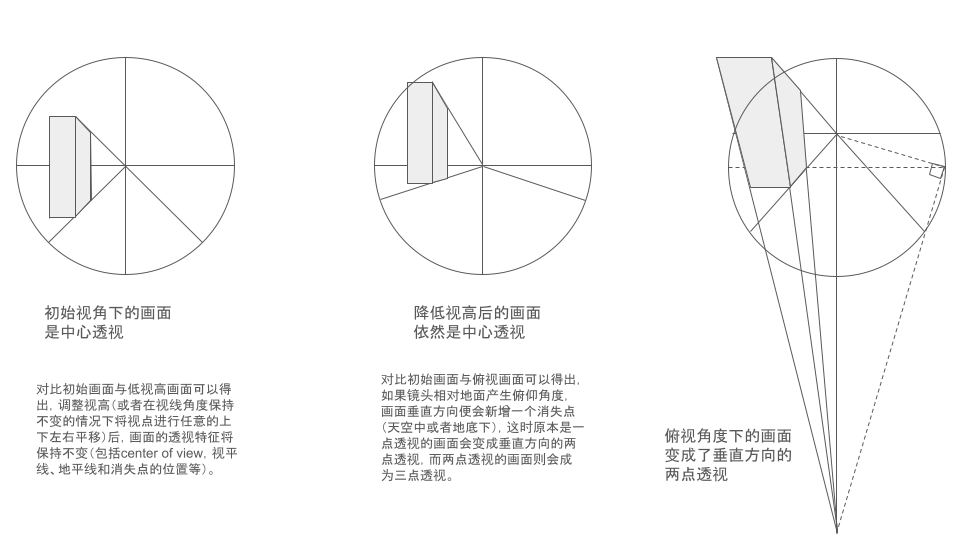 初始视角下的画面
是中心透视
对比初始画面与低视高画面可以得
出，调整视高（或者在视线角度保持
不变的情况下将视点进行任意的上
下左右平移）后，画面的透视特征将
保持不变（包括center of view，视平
线、地平线和消失点的位置等）。
降低视高后的画面
依然是中心透视
对比初始画面与俯视画面可以得出，
如果镜头相对地面产生俯仰角度，
画面垂直方向便会新增一个消失点
（天空中或者地底下），这时原本是一
点透视的画面会变成垂直方向的两
点透视，而两点透视的画面则会成
为三点透视。
俯视角度下的画面
变成了垂直方向的
两点透视